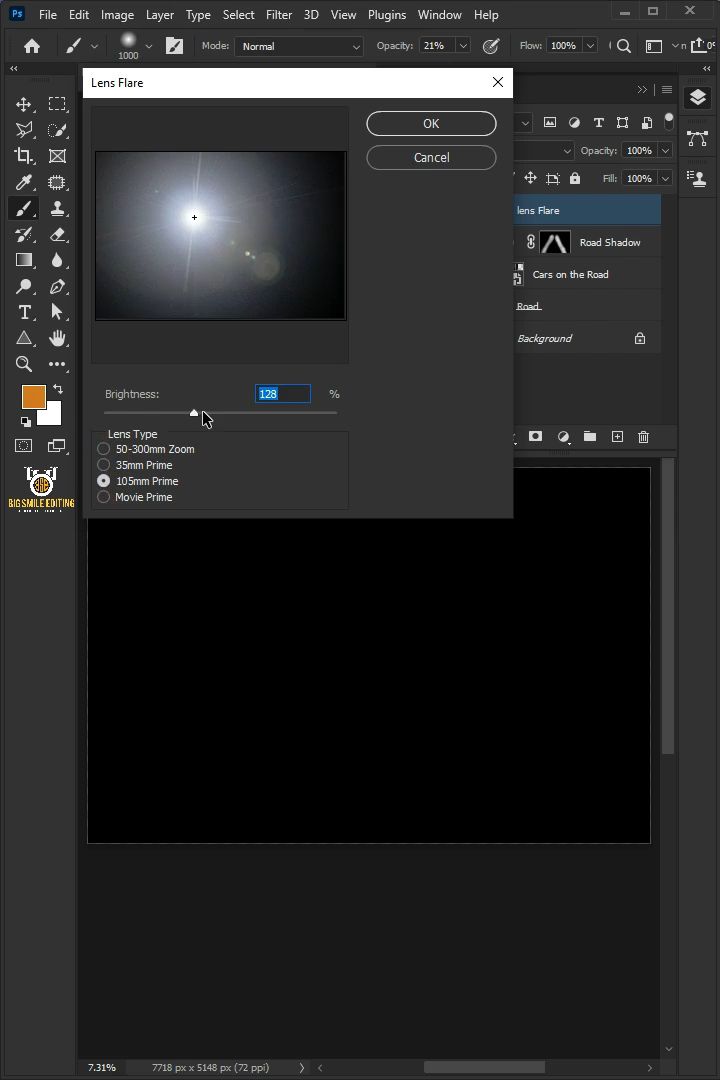 Ps File Edit Image Layer Type Select Filter 3D View Plugins Window Help
1000 Mode: Normal Opacity: 21% Flow: 100% 0°
Lens Flare
OK
Cancel
Opacity: 100%
Fill: 100%
lens Flare
Road Shadow
Cars on the Road
Road
Background
Brightness: 128 %
Lens Type
50-300mm Zoom
35mm Prime
105mm Prime
Movie Prime
BIG SMILE EDITING
7.31% 7718 px x 5148 px (72 ppi)